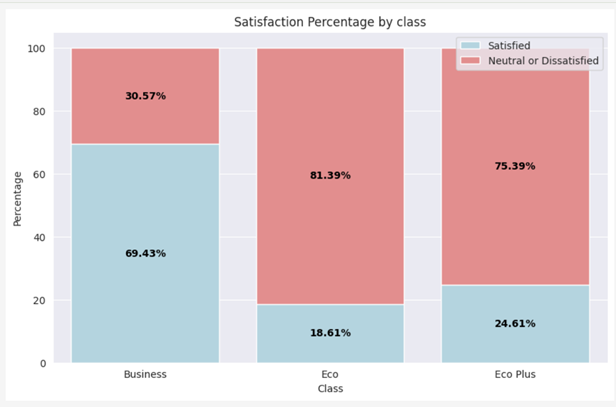 Satisfaction Percentage by class
Satisfied
Neutral or Dissatisfied
Percentage
100
80
60
40
20
0
30.57%
69.43%
81.39%
18.61%
75.39%
24.61%
Business
Eco
Eco Plus
Class